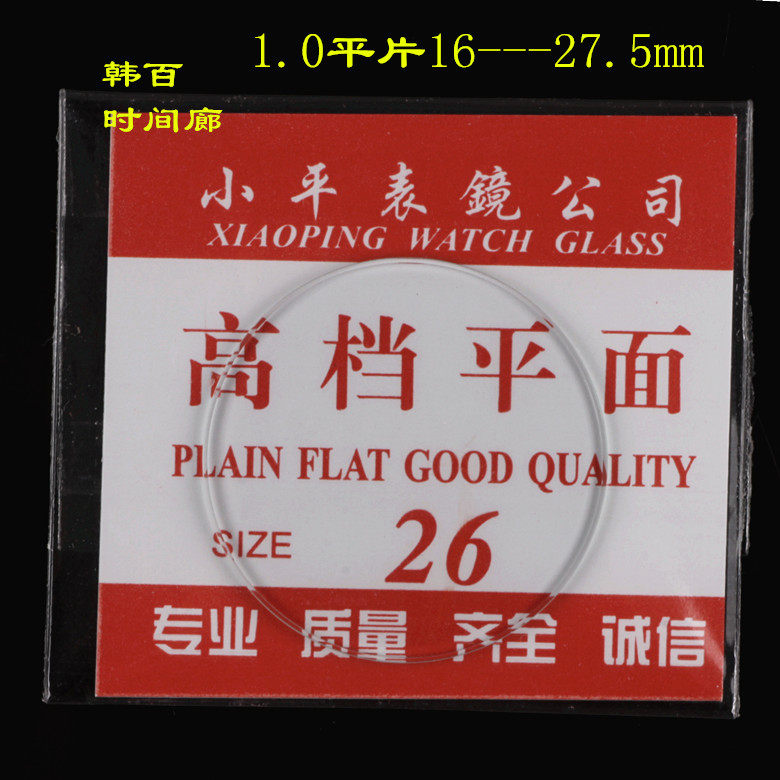 1.0平片16---27.5mm
韩百
时间廊
小平表鏡公司
XIAOPING WATCH GLASS
高档平面
PLAIN FLAT GOOD QUALITY
SIZE 26
专业 质量 齐全 诚信